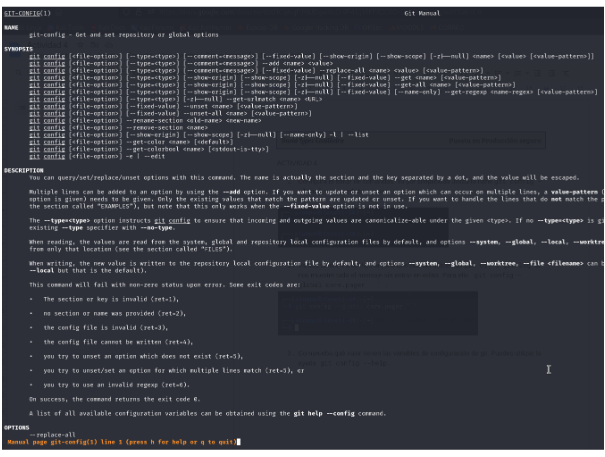 GIT-CONFIG(1) Git Manual
NAME
git-config - Get and set repository or global options
SYNOPSIS
git config [<file-option>] [--type=<type>] [--comment=<message>] [--fixed-value] [--show-origin] [--show-scope] [-z|--null] <name> [<value> [<value-pattern>]]
git config [<file-option>] [--type=<type>] [--comment=<message>] --add <name> <value>
git config [<file-option>] [--type=<type>] [--comment=<message>] [--fixed-value] --replace-all <name> <value> [<value-pattern>]
git config [<file-option>] [--type=<type>] [--show-origin] [--show-scope] [-z|--null] [--fixed-value] --get <name> [<value-pattern>]
git config [<file-option>] [--type=<type>] [--show-origin] [--show-scope] [-z|--null] [--fixed-value] --get-all <name> [<value-pattern>]
git config [<file-option>] [--type=<type>] [--show-origin] [--show-scope] [-z|--null] [--fixed-value] [--name-only] --get-regexp <name-regex> [<value-pattern>]
git config [<file-option>] [--type=<type>] [-z|--null] --get-urlmatch <name> <URL>
git config [<file-option>] [--fixed-value] --unset <name> [<value-pattern>]
git config [<file-option>] [--fixed-value] --unset-all <name> [<value-pattern>]
git config [<file-option>] --rename-section <old-name> <new-name>
git config [<file-option>] --remove-section <name>
git config [<file-option>] [--show-origin] [--show-scope] [-z|--null] [--name-only] -l | --list
git config [<file-option>] --get-color <name> [<default>]
git config [<file-option>] --get-colorbool <name> [<stdout-is-tty>]
git config [<file-option>] -e | --edit
DESCRIPTION
You can query/set/replace/unset options with this command. The name is actually the section and the key separated by a dot, and the value will be escaped.
Multiple lines can be added to an option by using the --add option. If you want to update or unset an option which can occur on multiple lines, a value-pattern (
option is given) needs to be given. Only the existing values that match the pattern are updated or unset. If you want to handle the lines that do not match the p
the section called "EXAMPLES"), but note that this only works when the --fixed-value option is not in use.
The --type=<type> option instructs git config to ensure that incoming and outgoing values are canonicalize-able under the given <type>. If no --type=<type> is gi
existing --type specifier with --no-type.
When reading, the values are read from the system, global and repository local configuration files by default, and options --system, --global, --local, --worktre
from only that location (see the section called "FILES").
When writing, the new value is written to the repository local configuration file by default, and options --system, --global, --worktree, --file <filename> can b
--local but that is the default).
This command will fail with non-zero status upon error. Some exit codes are:
• The section or key is invalid (ret=1),
• no section or name was provided (ret=2),
• the config file is invalid (ret=3),
• the config file cannot be written (ret=4),
• you try to unset an option which does not exist (ret=5),
• you try to unset/set an option for which multiple lines match (ret=5), or
• you try to use an invalid regexp (ret=6).
On success, the command returns the exit code 0.
A list of all available configuration variables can be obtained using the git help --config command.
OPTIONS
--replace-all
Manual page git-config(1) line 1 (press h for help or q to quit)